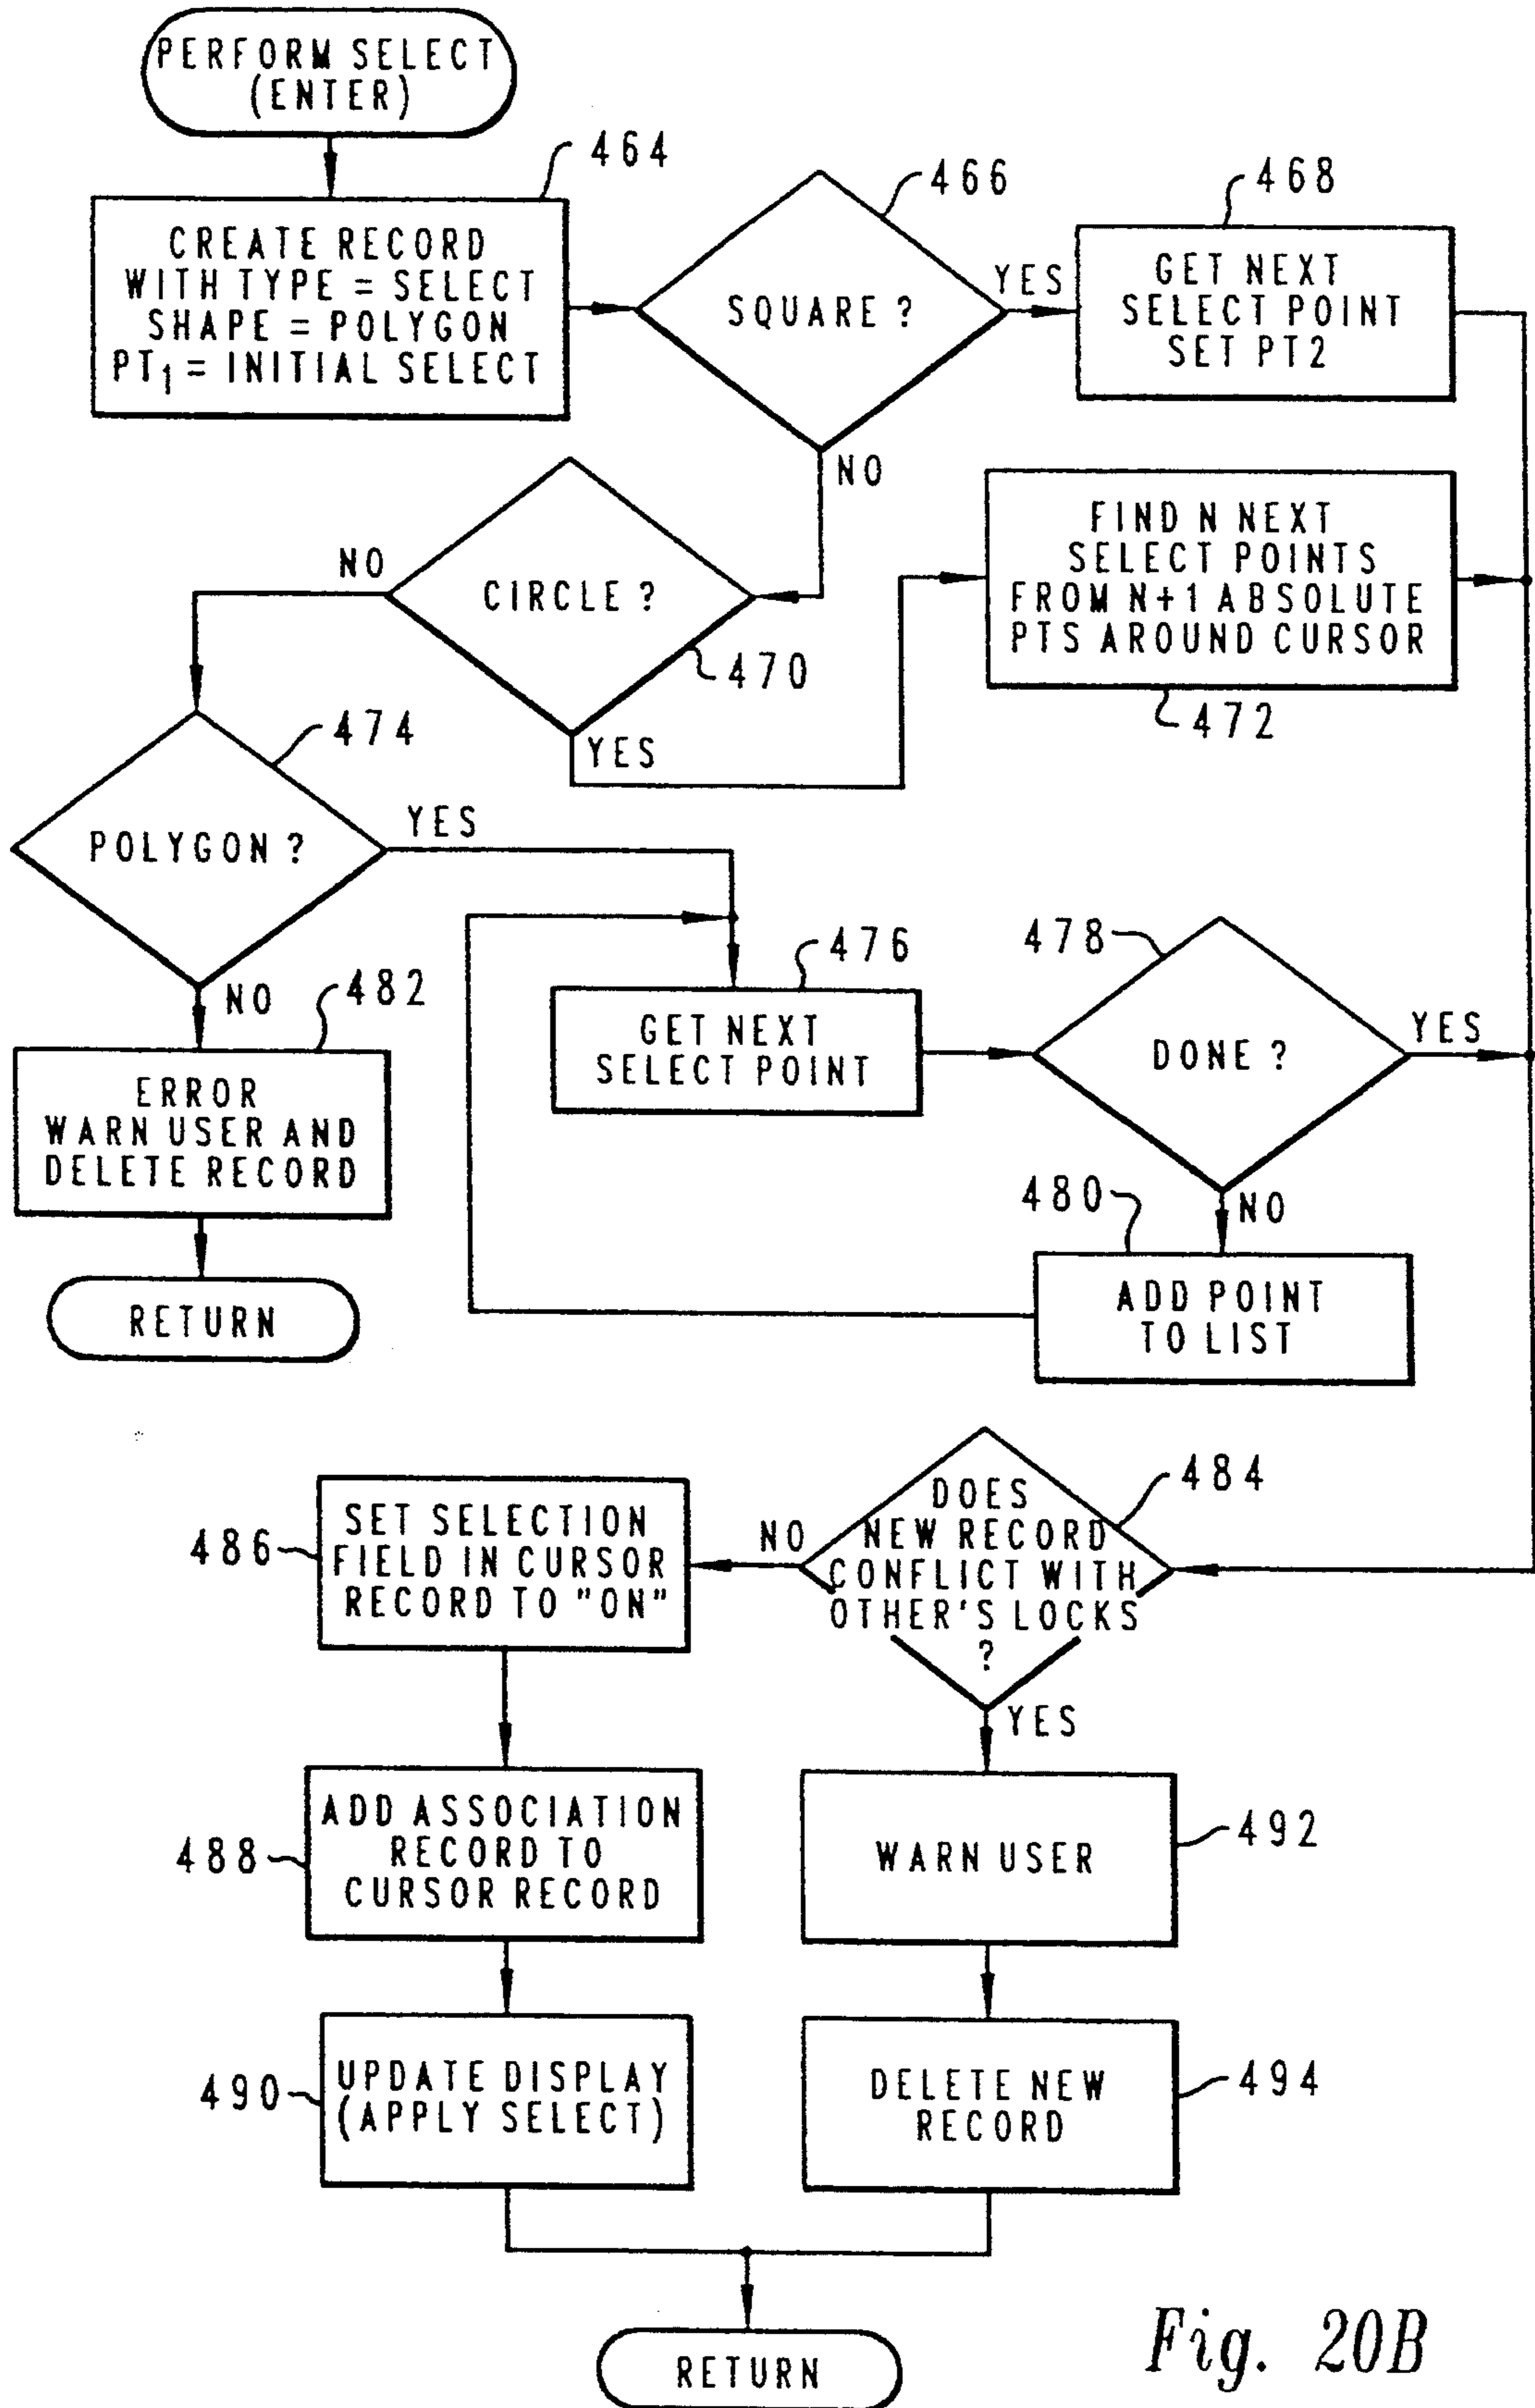 PERFORM SELECT
(ENTER)
464
CREATE RECORD
WITH TYPE = SELECT
SHAPE = POLYGON
PT1 = INITIAL SELECT
466
SQUARE ?
YES
NO
468
GET NEXT
SELECT POINT
SET PT2
CIRCLE ?
NO
YES
470
FIND N NEXT
SELECT POINTS
FROM N+1 ABSOLUTE
PTS AROUND CURSOR
472
474
POLYGON ?
YES
NO
482
ERROR
WARN USER AND
DELETE RECORD
RETURN
476
GET NEXT
SELECT POINT
478
DONE ?
YES
NO
480
ADD POINT
TO LIST
484
DOES
NEW RECORD
CONFLICT WITH
OTHER'S LOCKS
?
NO
YES
486
SET SELECTION
FIELD IN CURSOR
RECORD TO "ON"
488
ADD ASSOCIATION
RECORD TO
CURSOR RECORD
490
UPDATE DISPLAY
(APPLY SELECT)
WARN USER
492
DELETE NEW
RECORD
494
RETURN
Fig. 20B